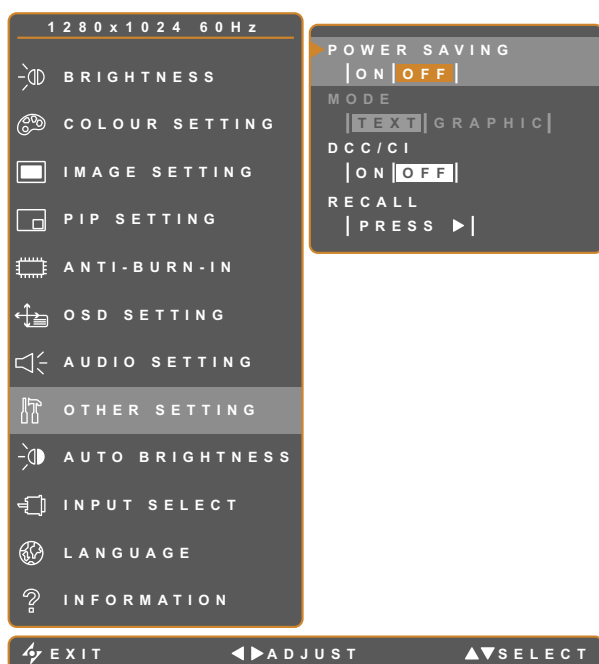 1280x1024 60Hz
BRIGHTNESS
COLOUR SETTING
IMAGE SETTING
PIP SETTING
ANTI-BURN-IN
OSD SETTING
AUDIO SETTING
OTHER SETTING
AUTO BRIGHTNESS
INPUT SELECT
LANGUAGE
INFORMATION
POWER SAVING
ON OFF
MODE
TEXT GRAPHIC
DCC/CI
ON OFF
RECALL
PRESS ▶
EXIT ◀▶ADJUST ▲▼SELECT